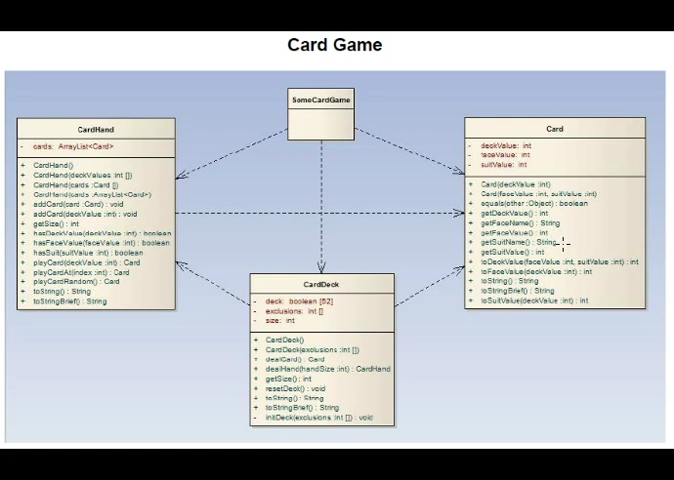 Card Game
SomeCardGame
CardHand
- cards: ArrayList<Card>
+ CardHand()
+ CardHand(deckValues :int [])
+ CardHand(cards :Card [])
+ CardHand(cards :ArrayList<Card>)
+ addCard(card :Card) : void
+ addCard(deckValue :int) : void
+ getSize() : int
+ hasDeckValue(deckValue :int) : boolean
+ hasFaceValue(faceValue :int) : boolean
+ hasSuit(suitValue :int) : boolean
+ playCard(deckValue :int) : Card
+ playCardAt(index :int) : Card
+ playCardRandom() : Card
+ toString() : String
+ toStringBrief() : String
Card
- deckValue: int
- faceValue: int
- suitValue: int
+ Card(deckValue :int)
+ Card(faceValue :int, suitValue :int)
+ equals(other :Object) : boolean
+ getDeckValue() : int
+ getFaceName() : String
+ getFaceValue() : int
+ getSuitName() : String
+ getSuitValue() : int
+ toDeckValue(faceValue :int, suitValue :int) : int
+ toFaceValue(deckValue :int) : int
+ toString() : String
+ toStringBrief() : String
+ toSuitValue(deckValue :int) : int
CardDeck
- deck: boolean [52]
- exclusions: int []
- size: int
+ CardDeck()
+ CardDeck(exclusions :int [])
+ dealCard() : Card
+ dealHand(handSize :int) : CardHand
+ getSize() : int
+ resetDeck() : void
+ toString() : String
+ toStringBrief() : String
- initDeck(exclusions :int []) : void